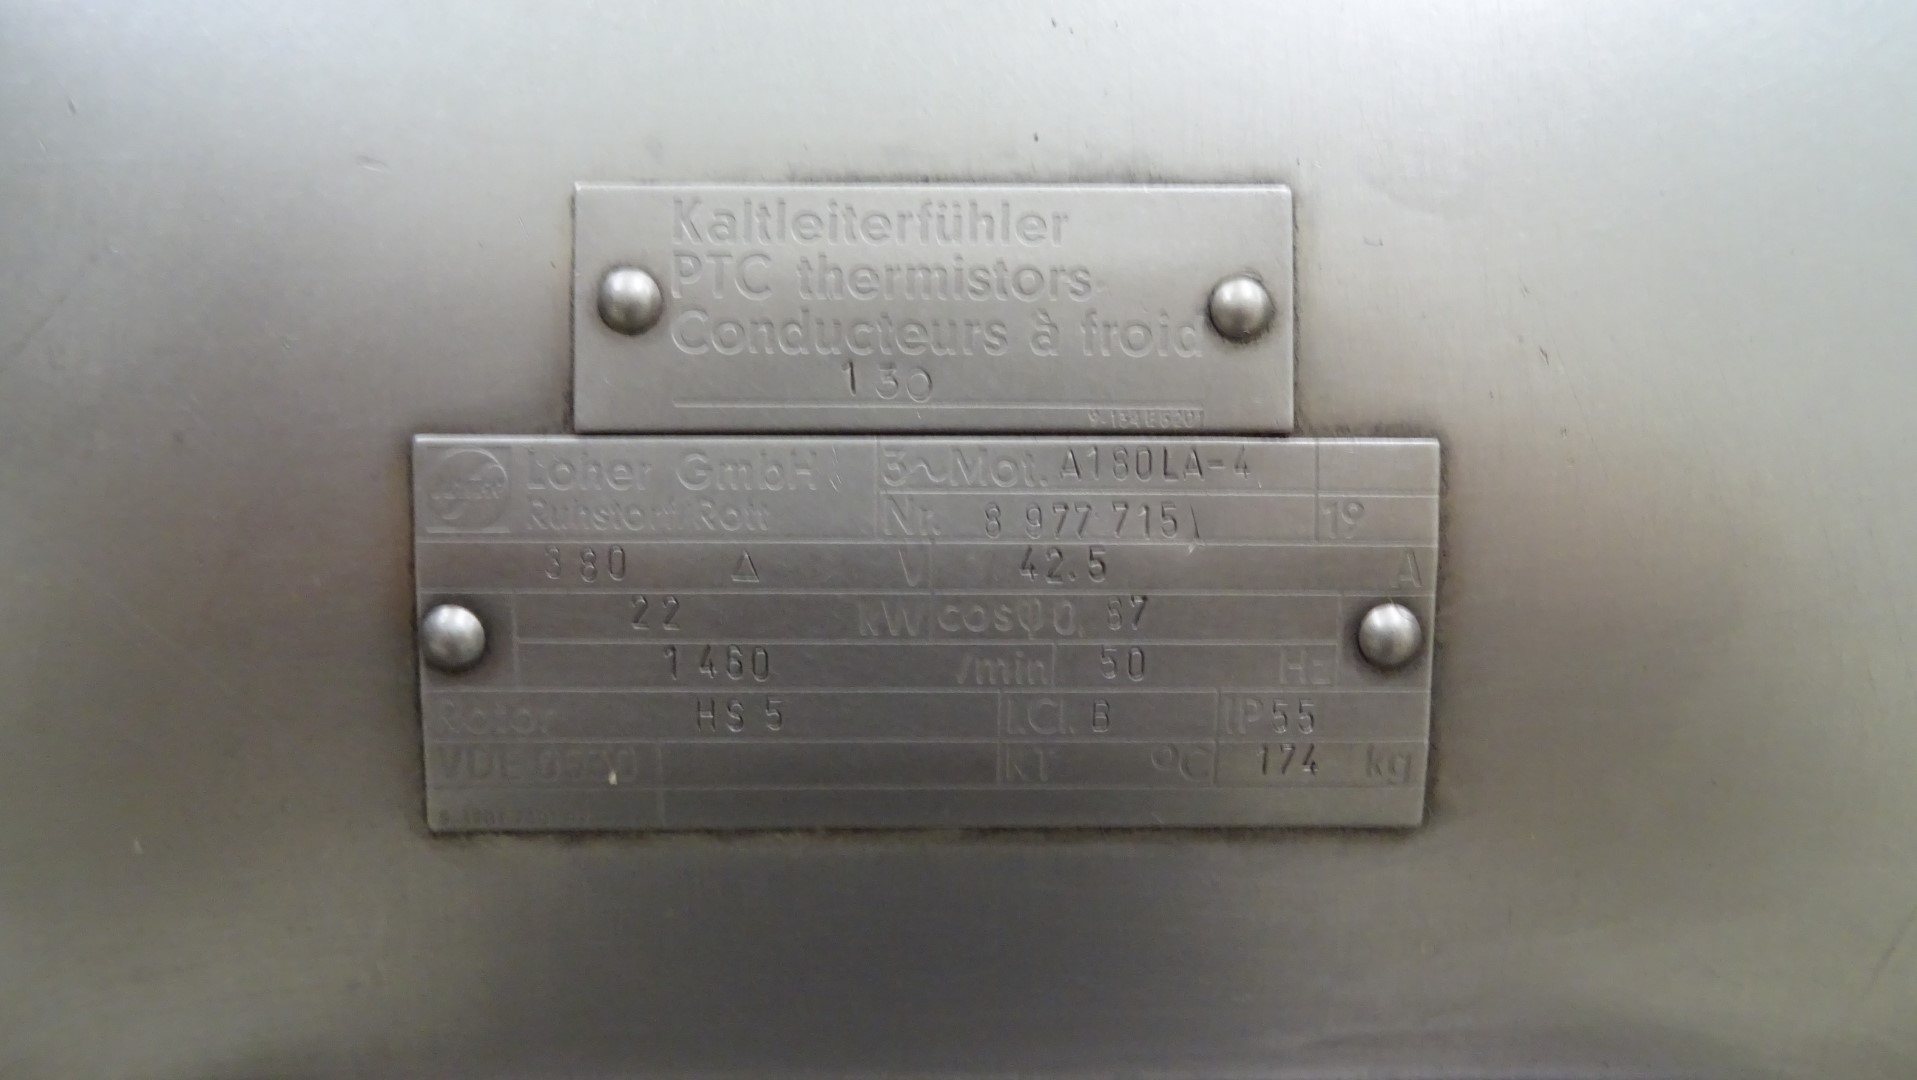 Kaltleiterfühler
PTC thermistors
Conducteurs à froid
130
Loher GmbH 3~Mot. A180LA-4
Ruhstorf/Rott Nr. 8 977 715 19
380 Δ V 42.5 A
22 kW cosφ 0,87
1460 /min 50 Hz
Rotor HS 5 I.Cl. B IP55
VDE 0530 KT °C 174 kg